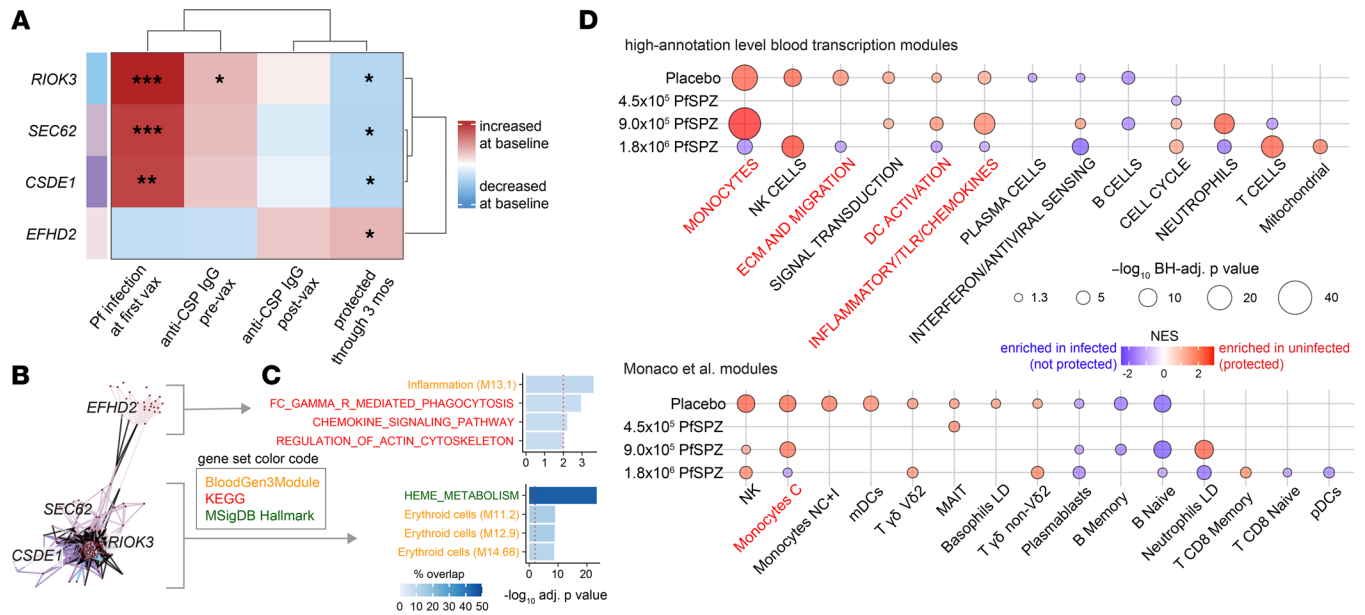 A
RIOK3
***
*
*
SEC62
***
*
CSDE1
**
*
EFHD2
*
increased
at baseline
decreased
at baseline
Pf infection
at first vax
anti-CSP IgG
pre-vax
anti-CSP IgG
post-vax
protected
through 3 mos
B
EFHD2
SEC62
CSDE1
RIOK3
gene set color code
BloodGen3Module
KEGG
MSigDB Hallmark
C
Inflammation (M13.1)
FC_GAMMA_R_MEDIATED_PHAGOCYTOSIS
CHEMOKINE_SIGNALING_PATHWAY
REGULATION_OF_ACTIN_CYTOSKELETON
0 1 2 3
HEME_METABOLISM
Erythroid cells (M11.2)
Erythroid cells (M12.9)
Erythroid cells (M14.68)
0 10 20
-log10 adj. p value
% overlap
0 10 20 30 40 50
D
high-annotation level blood transcription modules
Placebo
4.5x10⁵ PfSPZ
9.0x10⁵ PfSPZ
1.8x10⁶ PfSPZ
MONOCYTES
NK CELLS
ECM AND MIGRATION
SIGNAL TRANSDUCTION
DC ACTIVATION
INFLAMMATORY/TLR/CHEMOKINES
PLASMA CELLS
INTERFERON/ANTIVIRAL SENSING
B CELLS
CELL CYCLE
NEUTROPHILS
T CELLS
Mitochondrial
−log10 BH-adj. p value
1.3 5 10 20 40
NES
enriched in infected
(not protected)
-2 0 2
enriched in uninfected
(protected)
Monaco et al. modules
Placebo
4.5x10⁵ PfSPZ
9.0x10⁵ PfSPZ
1.8x10⁶ PfSPZ
NK
Monocytes C
Monocytes NC+I
mDCs
T γδ Vδ2
MAIT
Basophils LD
T γδ non-Vδ2
Plasmablasts
B Memory
B Naive
Neutrophils LD
T CD8 Memory
T CD8 Naive
pDCs